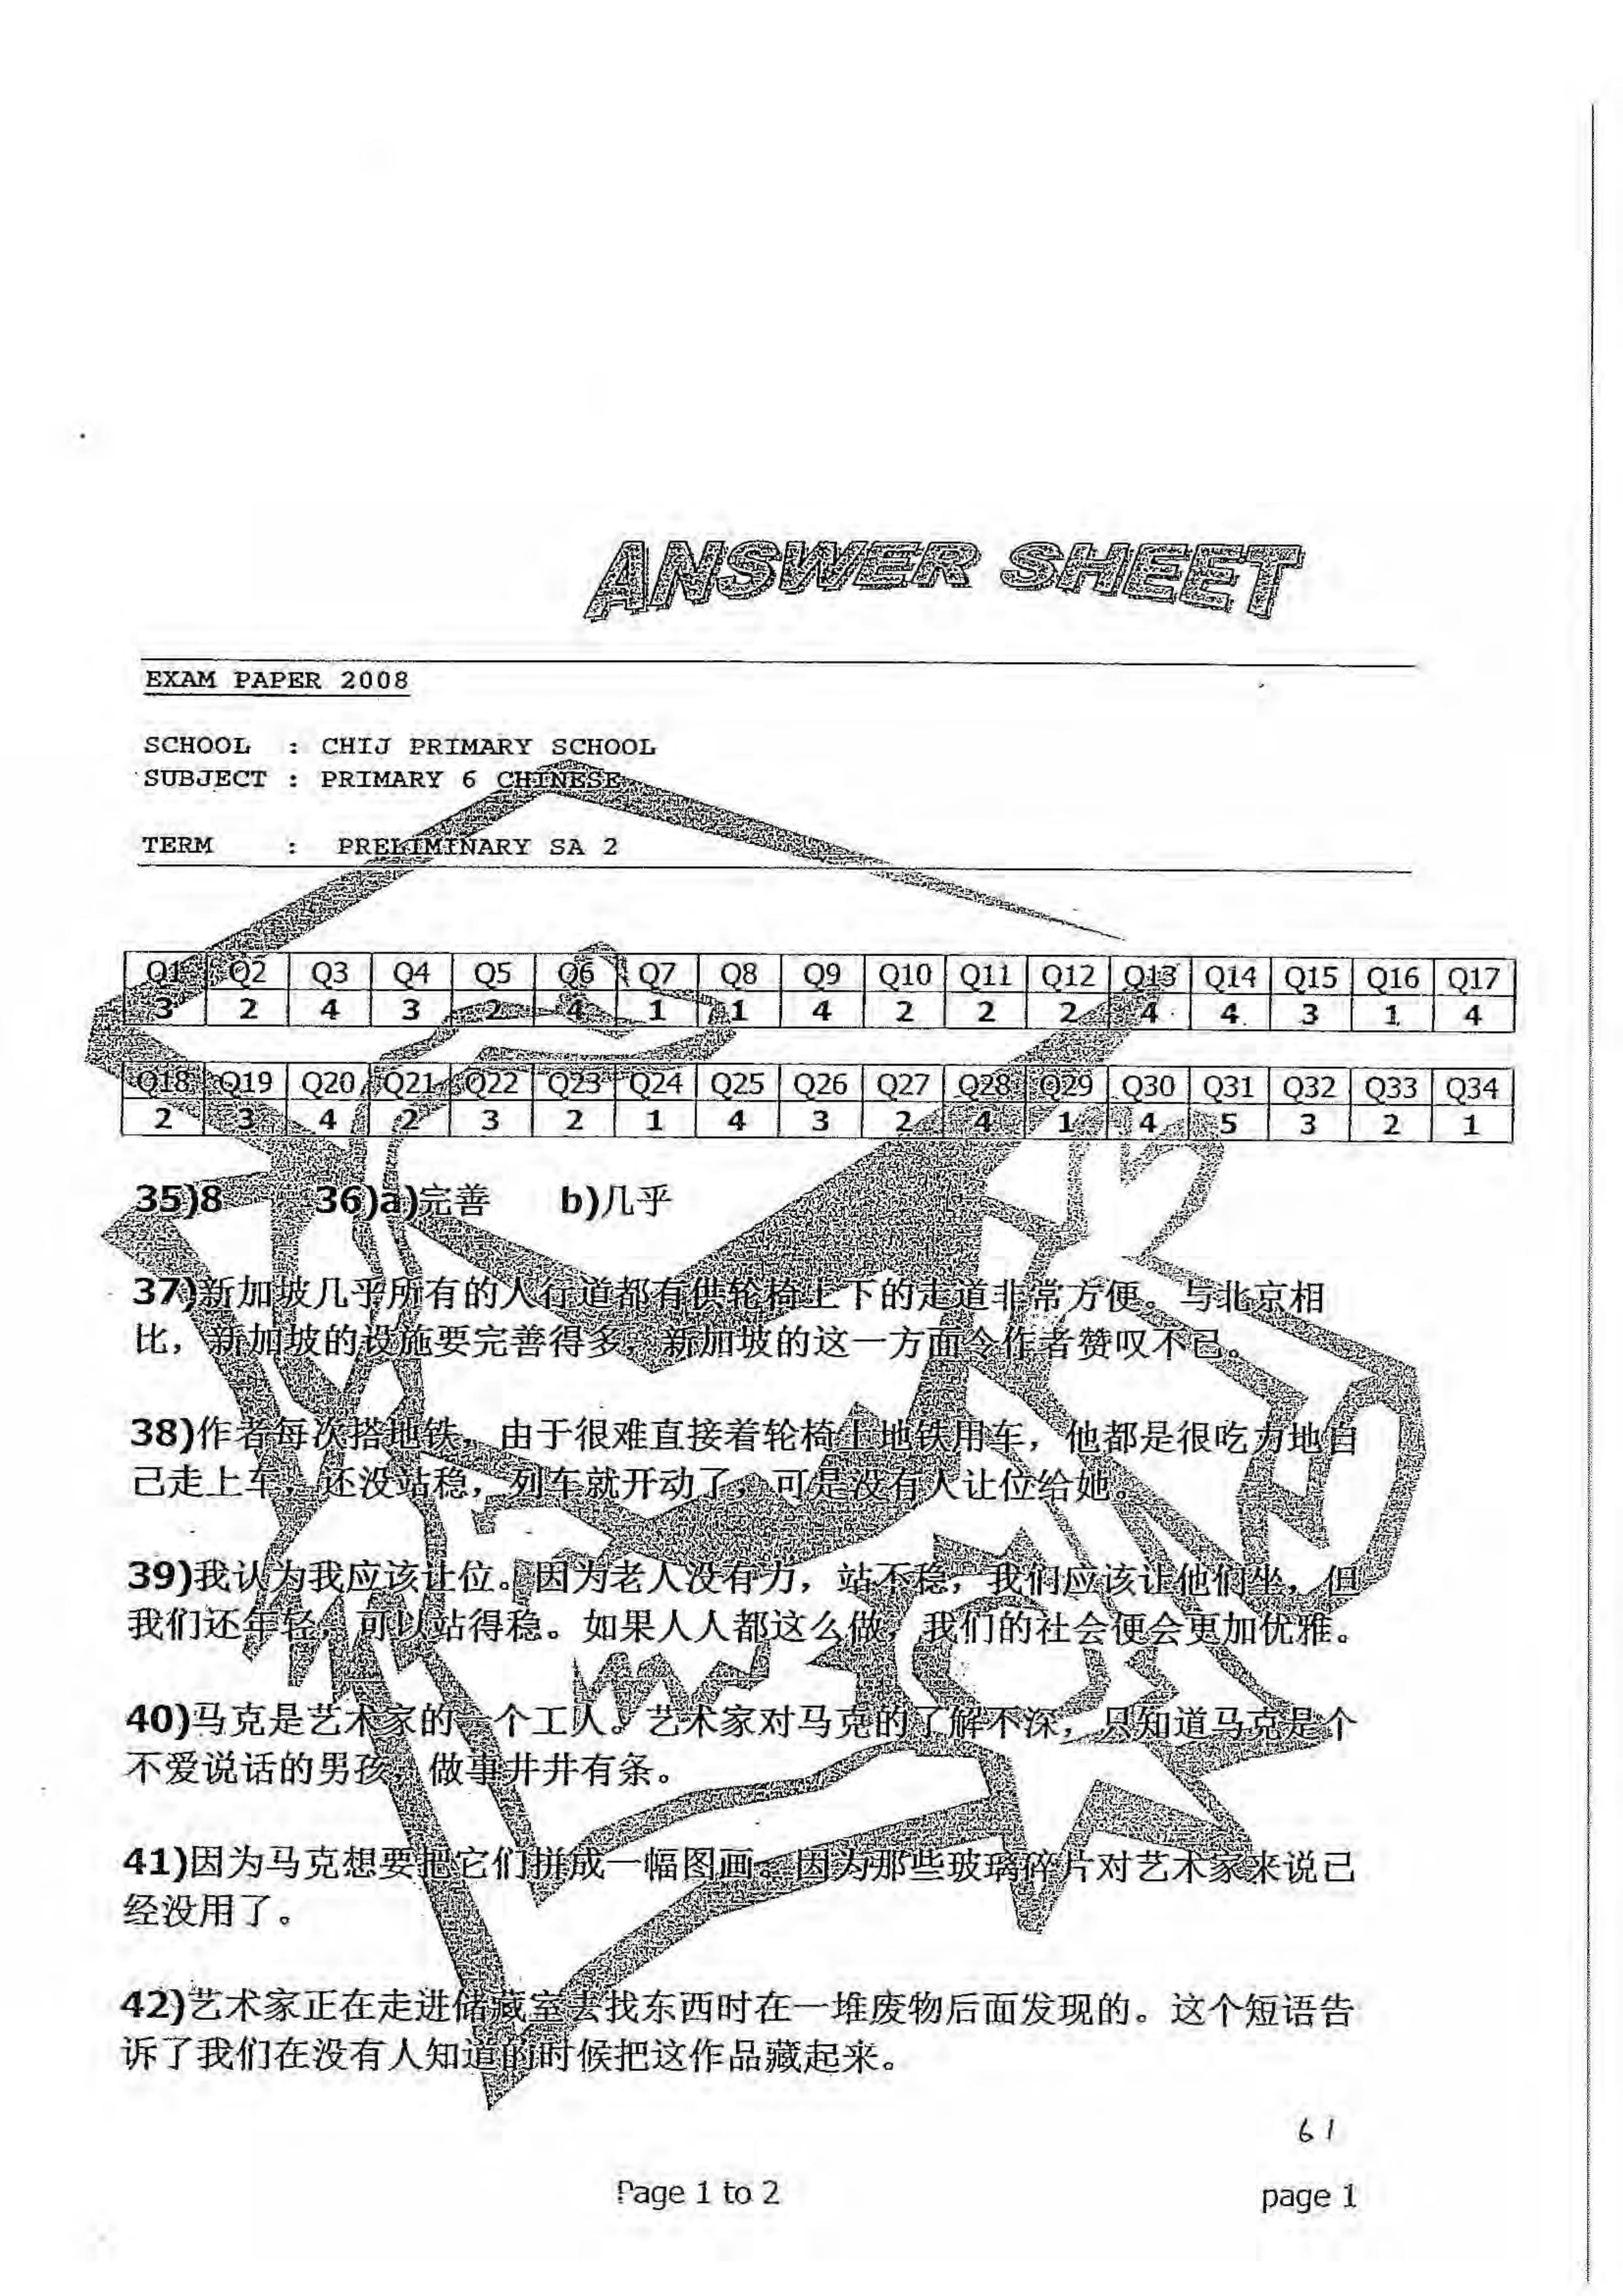 ANSWER SHEET
EXAM PAPER 2008
SCHOOL : CHIJ PRIMARY SCHOOL
SUBJECT : PRIMARY 6 CHINESE
TERM : PRELIMINARY SA 2
Q1 Q2 Q3 Q4 Q5 Q6 Q7 Q8 Q9 Q10 Q11 Q12 Q13 Q14 Q15 Q16 Q17
3 2 4 3 2 4 1 1 4 2 2 2 4 4 3 1 4
Q18 Q19 Q20 Q21 Q22 Q23 Q24 Q25 Q26 Q27 Q28 Q29 Q30 Q31 Q32 Q33 Q34
2 3 4 2 3 2 1 4 3 2 4 1 4 5 3 2 1
35)8 36)a)完善 b)几乎
37)新加坡几乎所有的人行道都有供轮椅上下的走道非常方便。与北京相
比，新加坡的设施要完善得多，新加坡的这一方面令作者赞叹不已。
38)作者每次搭地铁，由于很难直接着轮椅上地铁用车，他都是很吃力地自
己走上车，还没站稳，列车就开动了，可是没有人让位给她。
39)我认为我应该让位。因为老人没有力，站不稳，我们应该让他们坐，但
我们还年轻，可以站得稳。如果人人都这么做，我们的社会便会更加优雅。
40)马克是艺术家的一个工人。艺术家对马克的了解不深，只知道马克是个
不爱说话的男孩，做事井井有条。
41)因为马克想要把它们拼成一幅图画。因为那些玻璃碎片对艺术家来说己
经没用了。
42)艺术家正在走进储藏室去找东西时在一堆废物后面发现的。这个短语告
诉了我们在没有人知道的时候把这作品藏起来。
61
Page 1 to 2 page 1